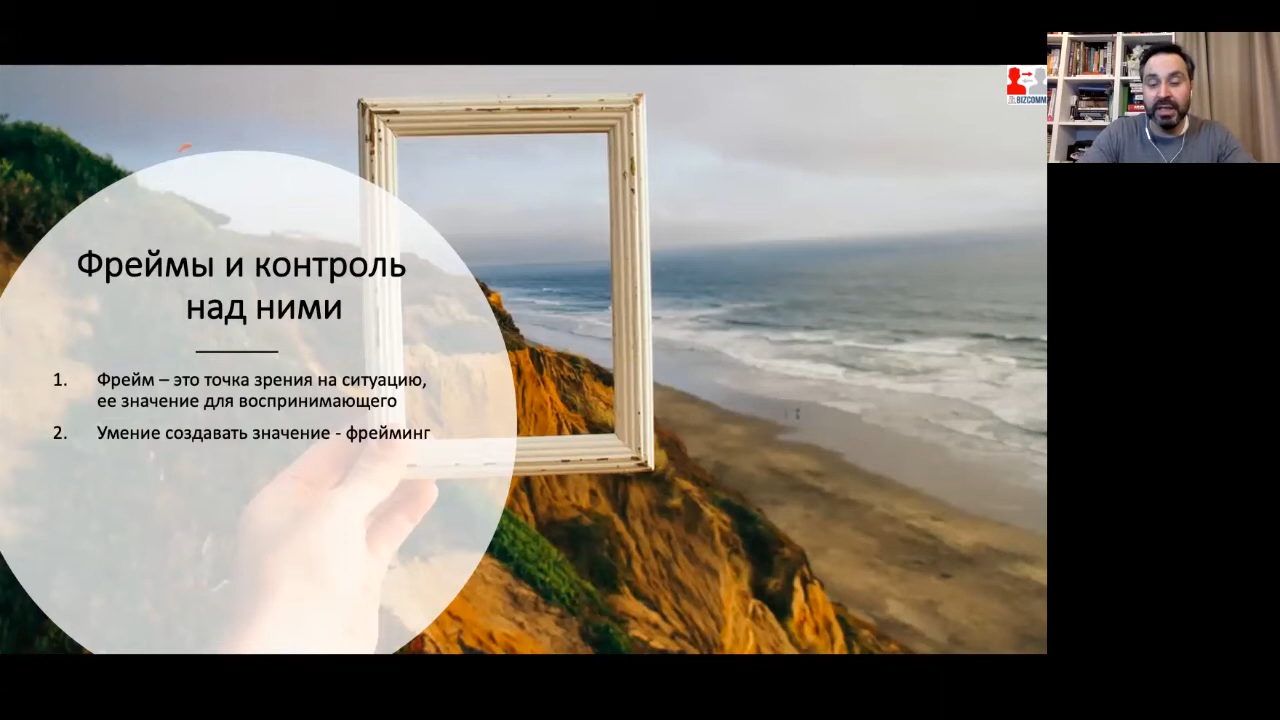 Фреймы и контроль
над ними
1. Фрейм – это точка зрения на ситуацию,
ее значение для воспринимающего
2. Умение создавать значение - фрейминг
BIZCOMM